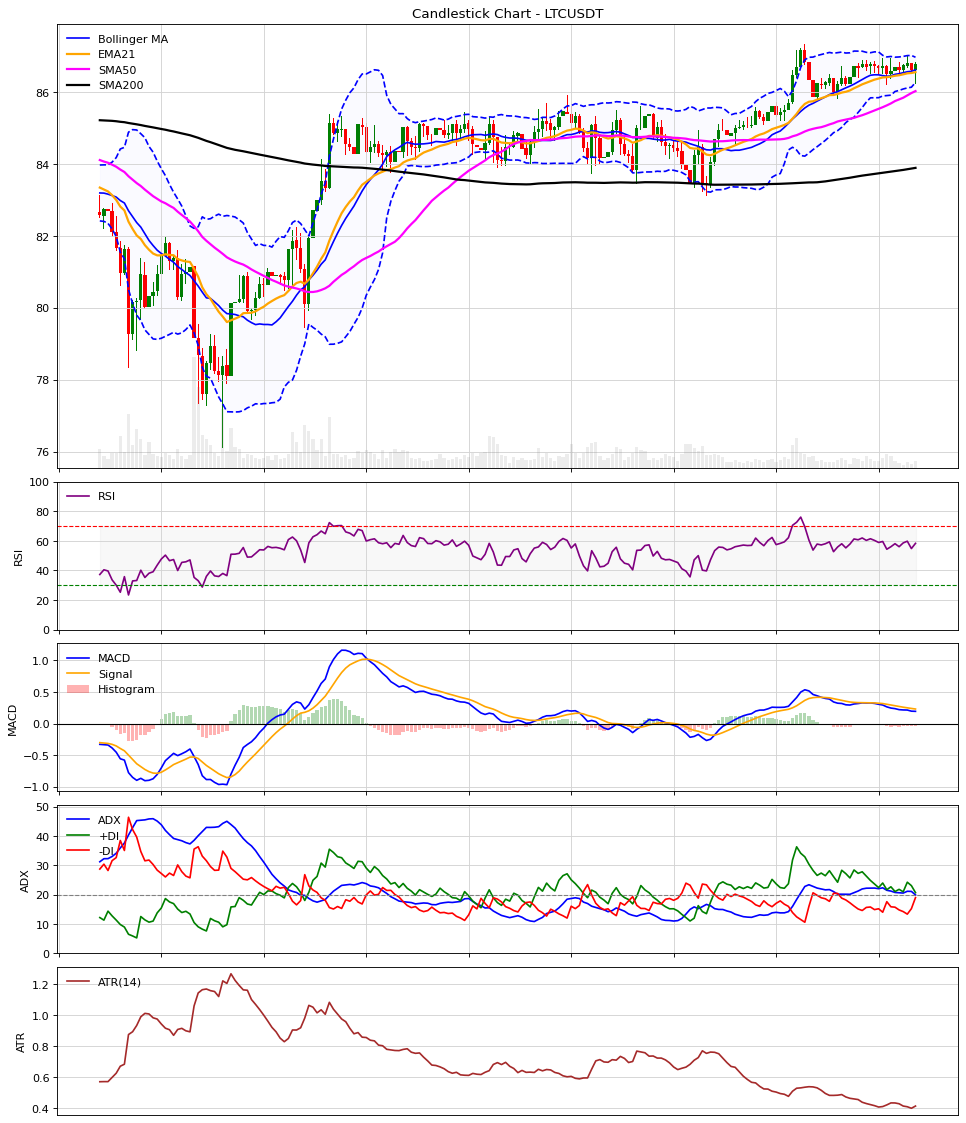 Candlestick Chart - LTCUSDT
Bollinger MA
EMA21
SMA50
SMA200
86
84
82
80
78
76
RSI
RSI
100
80
60
40
20
0
MACD
Signal
Histogram
MACD
1.0
0.5
0.0
−0.5
−1.0
ADX
+DI
-DI
ADX
50
40
30
20
10
0
ATR(14)
ATR
1.2
1.0
0.8
0.6
0.4